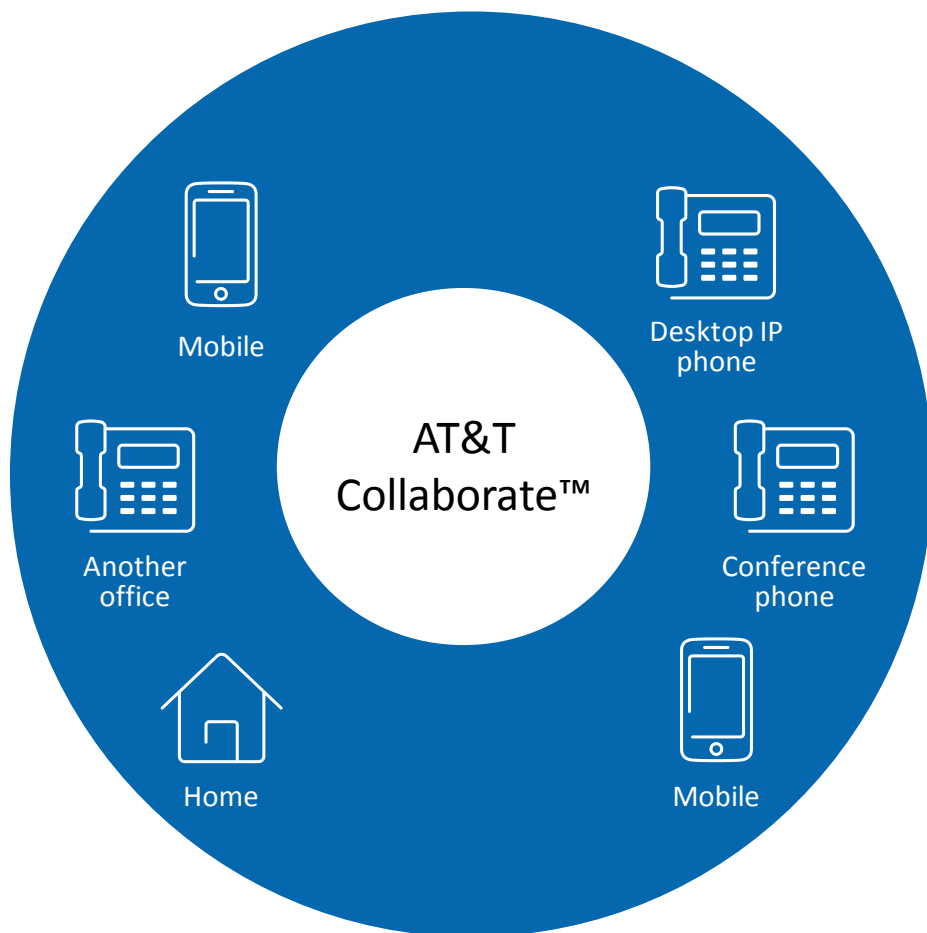 Mobile
Desktop IP
phone
AT&T
Collaborate™
Another
office
Conference
phone
Home
Mobile